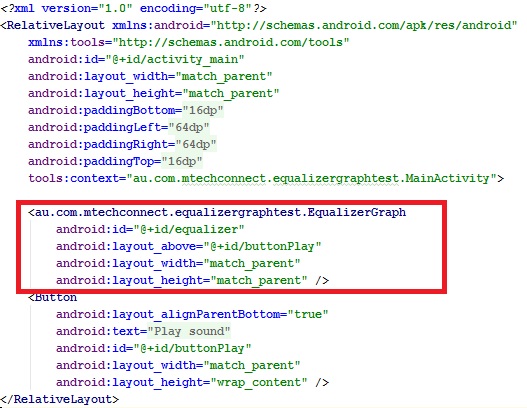 <?xml version="1.0" encoding="utf-8"?>
<RelativeLayout xmlns:android="http://schemas.android.com/apk/res/android"
xmlns:tools="http://schemas.android.com/tools"
android:id="@+id/activity_main"
android:layout_width="match_parent"
android:layout_height="match_parent"
android:paddingBottom="16dp"
android:paddingLeft="64dp"
android:paddingRight="64dp"
android:paddingTop="16dp"
tools:context="au.com.mtechconnect.equalizergraphtest.MainActivity">
<au.com.mtechconnect.equalizergraphtest.EqualizerGraph
android:id="@+id/equalizer"
android:layout_above="@+id/buttonPlay"
android:layout_width="match_parent"
android:layout_height="match_parent" />
<Button
android:layout_alignParentBottom="true"
android:text="Play sound"
android:id="@+id/buttonPlay"
android:layout_width="match_parent"
android:layout_height="wrap_content" />
</RelativeLayout>